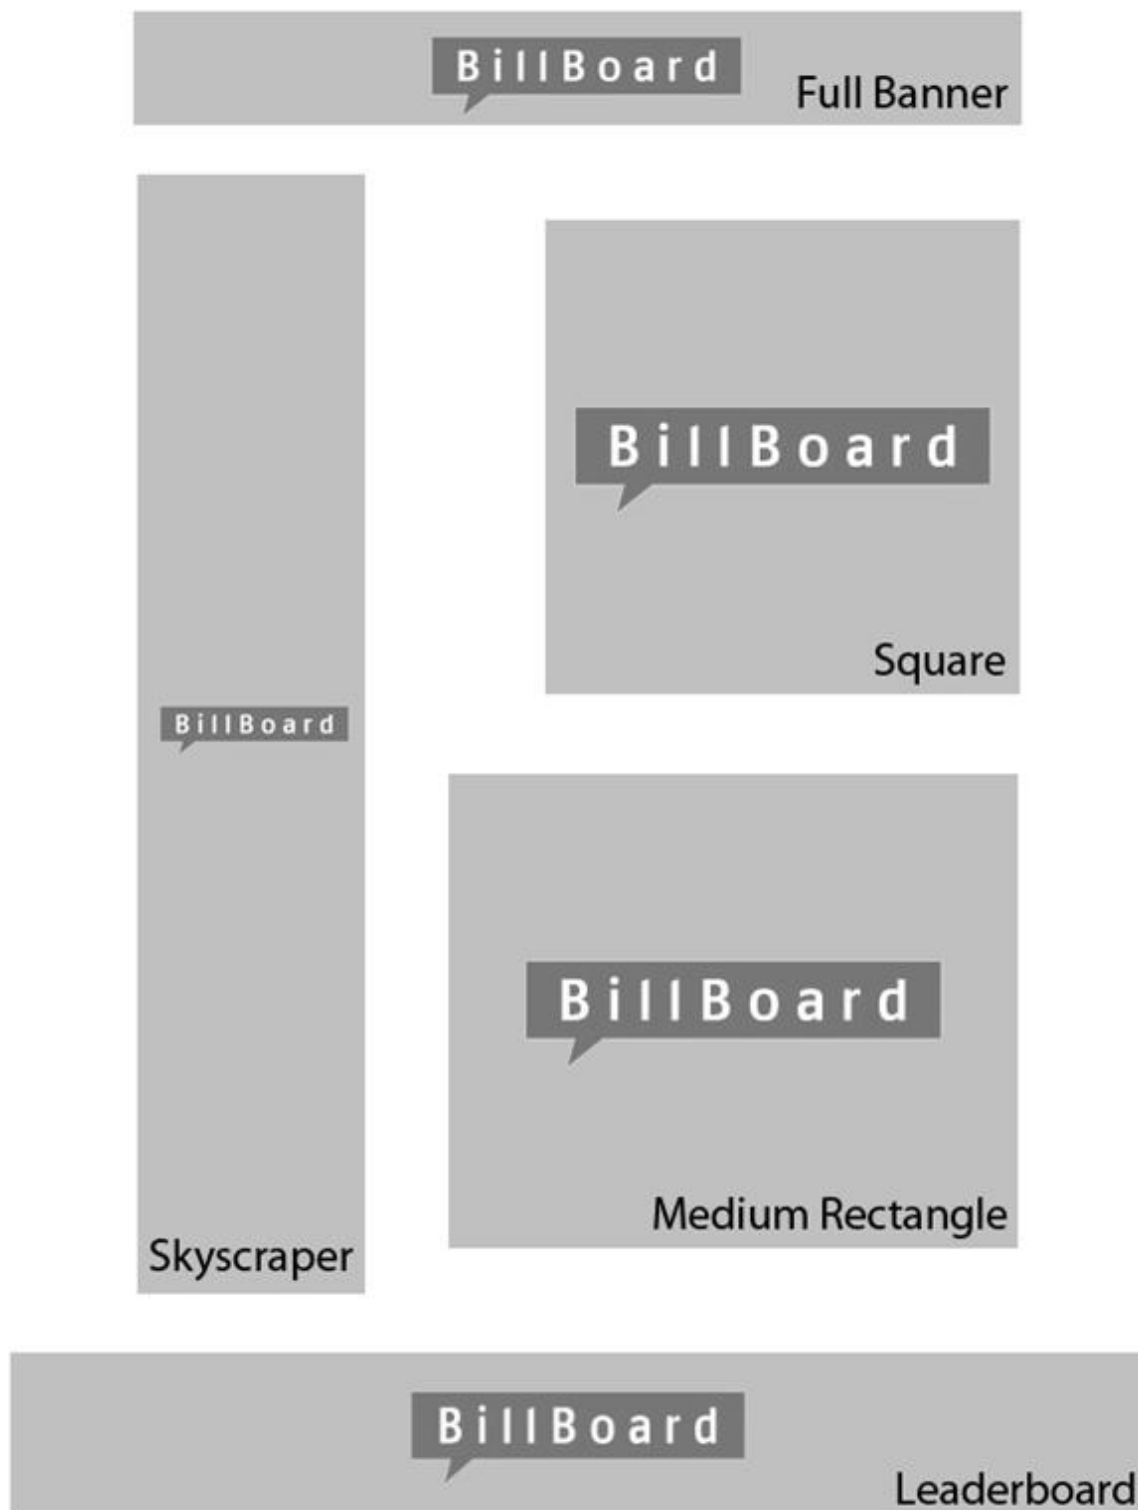 BillBoard
Full Banner
BillBoard
Square
BillBoard
Skyscraper
BillBoard
Medium Rectangle
BillBoard
Leaderboard